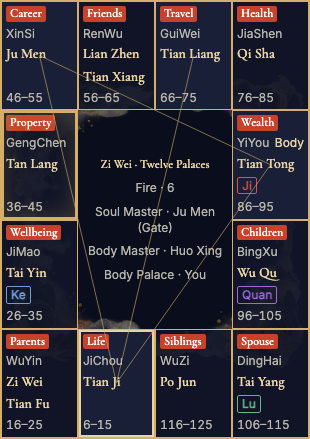 Career
XinSi
Ju Men
46–55
Friends
RenWu
Lian Zhen
Tian Xiang
56–65
Travel
GuiWei
Tian Liang
66–75
Health
JiaShen
Qi Sha
76–85
Property
GengChen
Tan Lang
36–45
Zi Wei · Twelve Palaces
Fire · 6
Soul Master · Ju Men
(Gate)
Body Master · Huo Xing
Body Palace · You
Wealth
YiYou Body
Tian Tong
Ji
86–95
Wellbeing
JiMao
Tai Yin
Ke
26–35
Children
BingXu
Wu Qu
Quan
96–105
Parents
WuYin
Zi Wei
Tian Fu
16–25
Life
JiChou
Tian Ji
6–15
Siblings
WuZi
Po Jun
116–125
Spouse
DingHai
Tai Yang
Lu
106–115